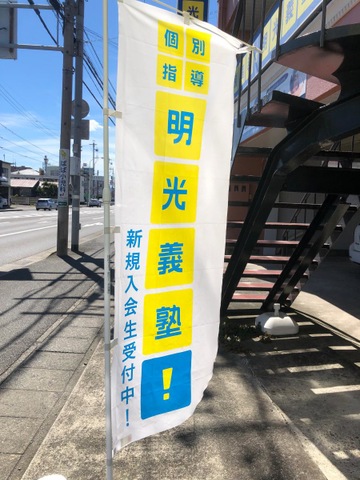 個別
指導
明光義塾！
新規入会生受付中！